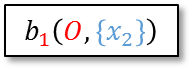 b₁(O, {x₂})